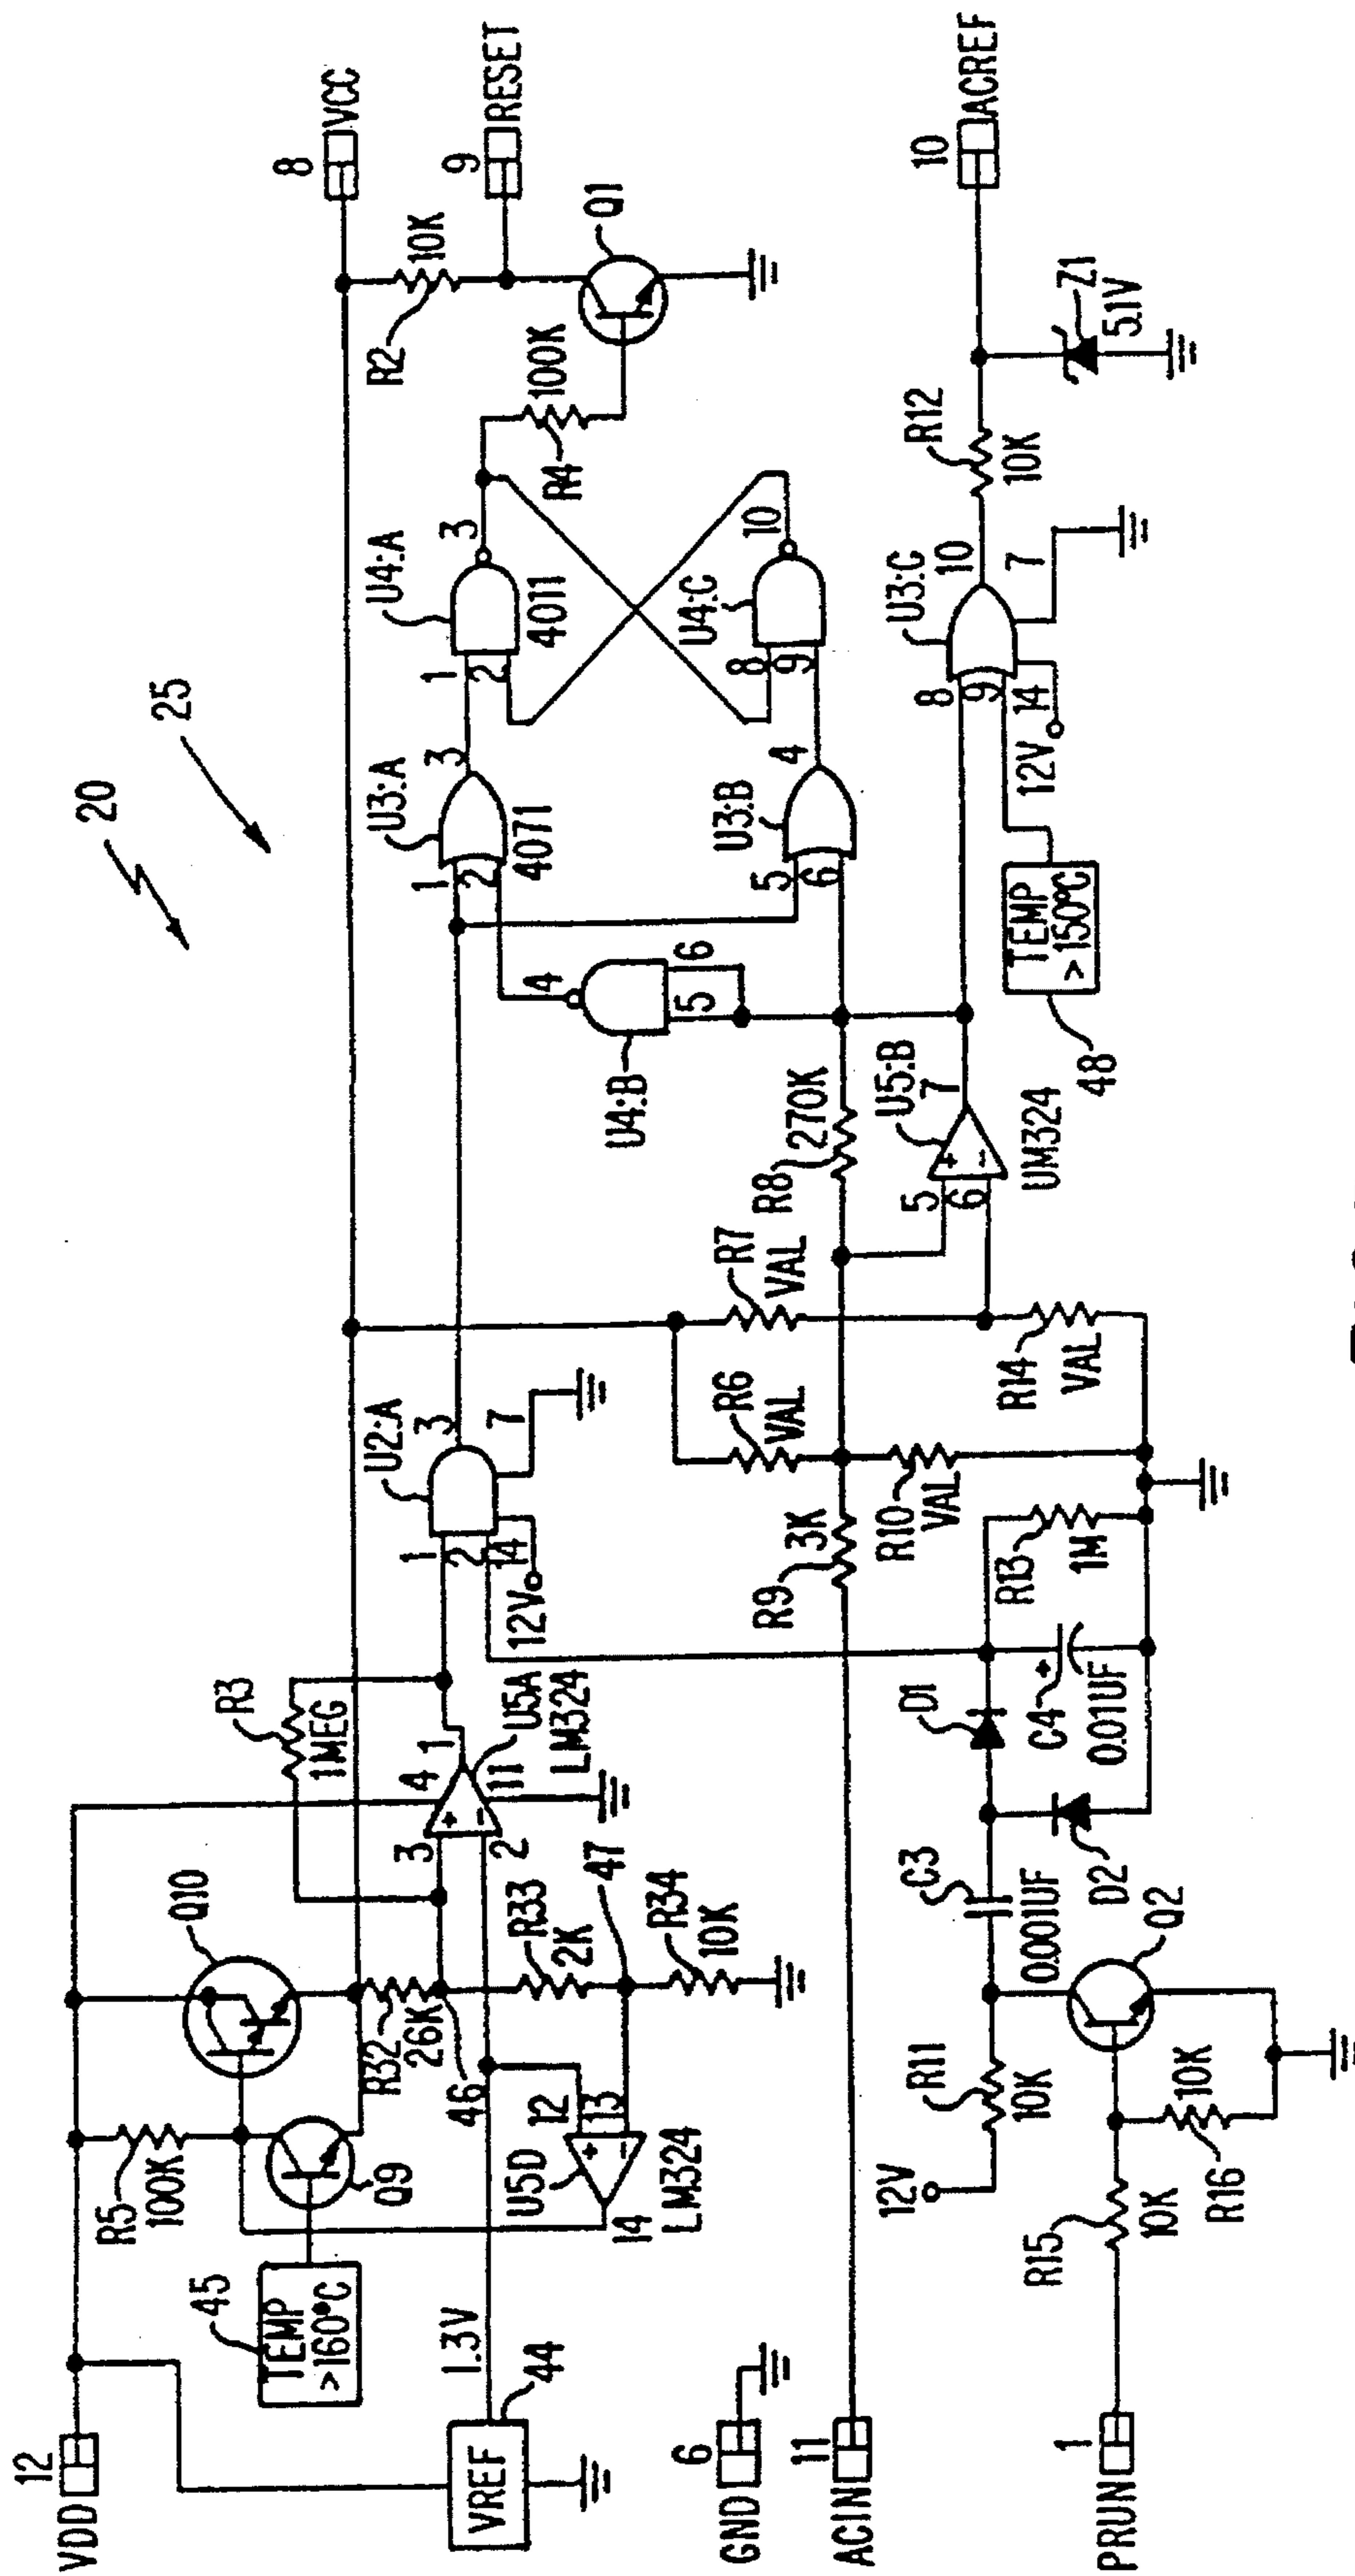 20
25
12
VDD
8
VCC
45
TEMP
>160°C
R5
100K
Q9
Q10
R3
1MEG
R2
10K
9
RESET
Q1
R4
100K
VREF
44
1.3V
U5D
12
13
14
LM324
R32
26K
46
R33
2K
47
R34
10K
3
2
4
11
1
U5A
LM324
1
2
14
12V
U2:A
3
7
U4:B
4
5
6
1
2
U3:A
3
4071
1
2
U4:A
3
4011
5
6
U3:B
4
8
9
U4:C
10
GND
6
ACIN
11
R9
3K
R6
VAL
R7
VAL
R8
270K
R10
VAL
R14
VAL
5
6
U5:B
7
UM324
TEMP
>150°C
48
8
9
14
12V
U3:C
10
7
R12
10K
10
ACREF
Z1
5.1V
PRUN
1
R15
10K
R16
10K
12V
R11
10K
Q2
C3
0.001UF
D2
D1
C4
+
0.01UF
R13
1M